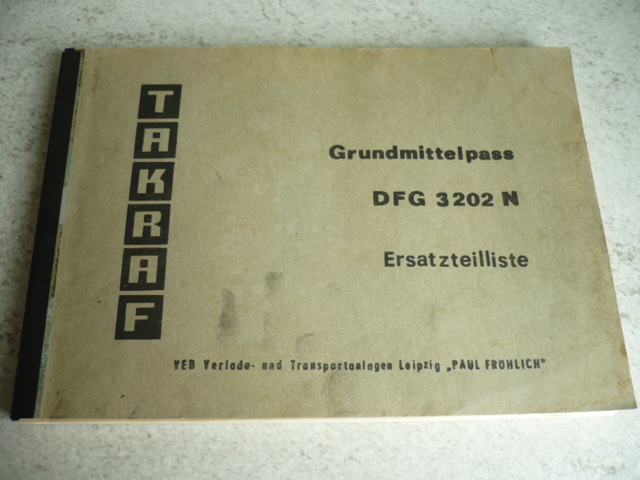 TAKRAF
Grundmittelpass
DFG 3202 N
Ersatzteilliste
VEB Verlade- und Transportanlagen Leipzig „PAUL FRÖHLICH"